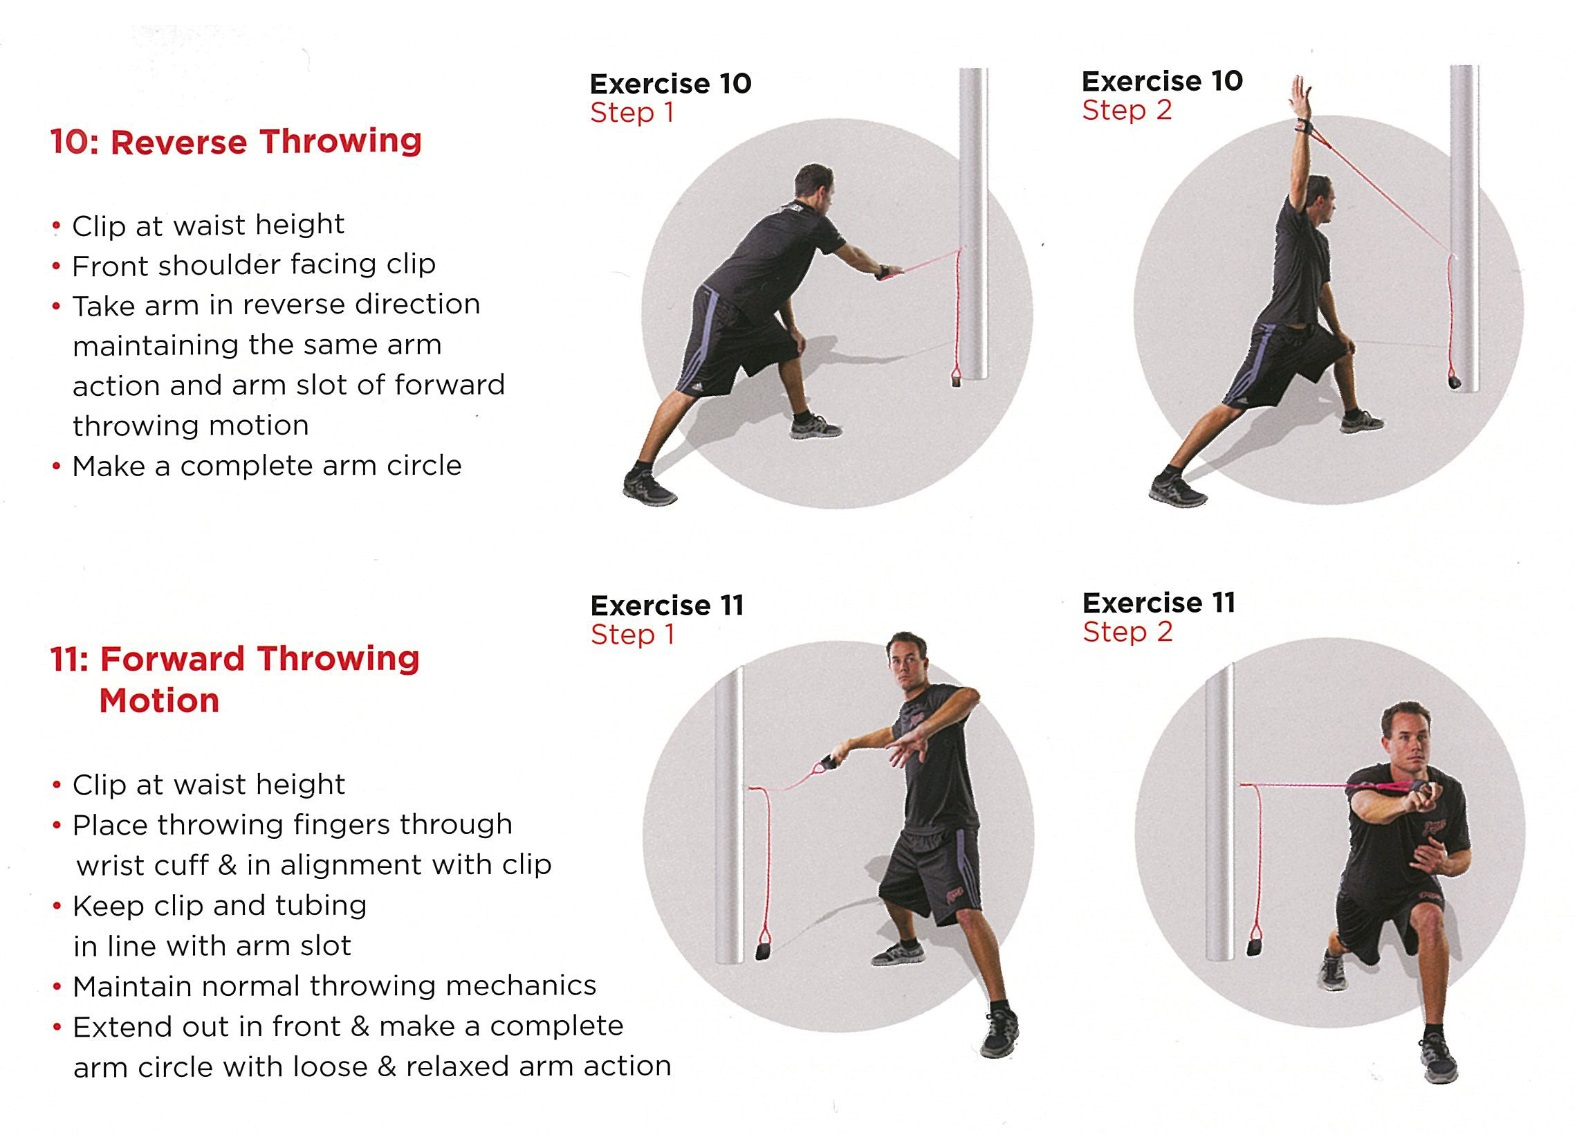 10: Reverse Throwing
• Clip at waist height
• Front shoulder facing clip
• Take arm in reverse direction
maintaining the same arm
action and arm slot of forward
throwing motion
• Make a complete arm circle
Exercise 10
Step 1
Exercise 10
Step 2
11: Forward Throwing
Motion
• Clip at waist height
• Place throwing fingers through
wrist cuff & in alignment with clip
• Keep clip and tubing
in line with arm slot
• Maintain normal throwing mechanics
• Extend out in front & make a complete
arm circle with loose & relaxed arm action
Exercise 11
Step 1
Exercise 11
Step 2